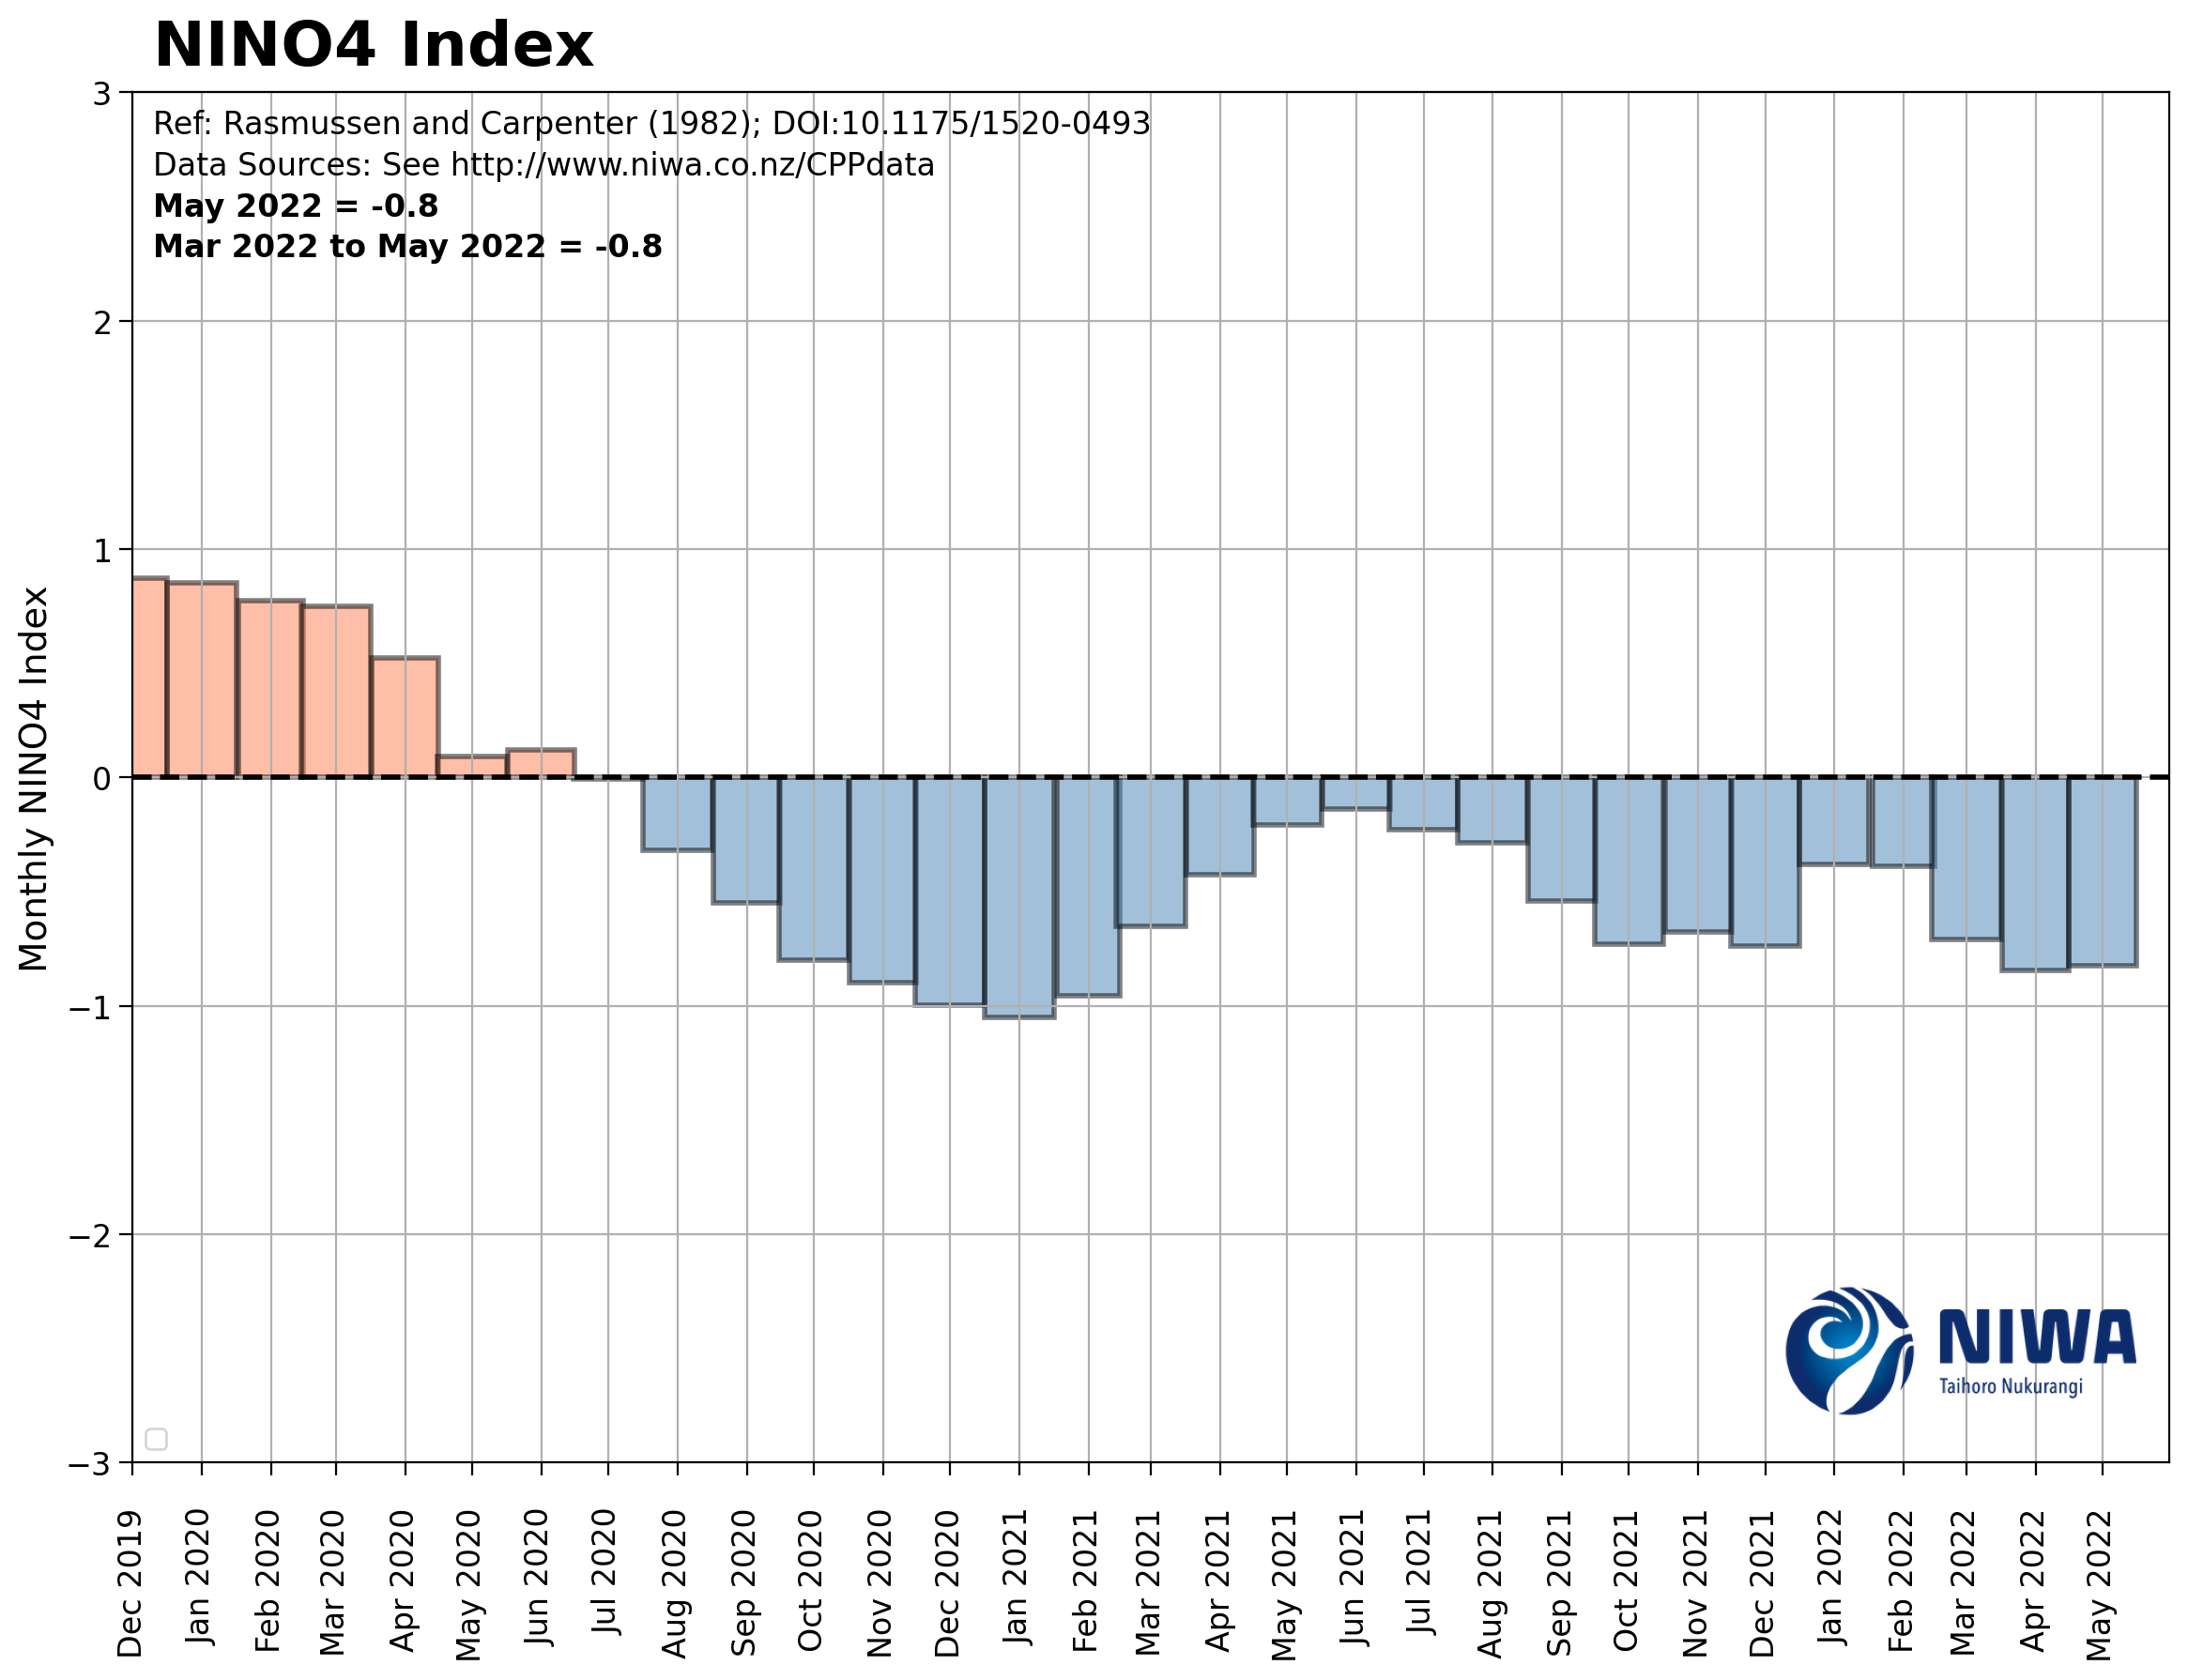 NINO4 Index
Ref: Rasmussen and Carpenter (1982); DOI:10.1175/1520-0493
Data Sources: See http://www.niwa.co.nz/CPPdata
May 2022 = -0.8
Mar 2022 to May 2022 = -0.8
Monthly NINO4 Index
3
2
1
0
−1
−2
−3
NIWA
Taihoro Nukurangi
Dec 2019
Jan 2020
Feb 2020
Mar 2020
Apr 2020
May 2020
Jun 2020
Jul 2020
Aug 2020
Sep 2020
Oct 2020
Nov 2020
Dec 2020
Jan 2021
Feb 2021
Mar 2021
Apr 2021
May 2021
Jun 2021
Jul 2021
Aug 2021
Sep 2021
Oct 2021
Nov 2021
Dec 2021
Jan 2022
Feb 2022
Mar 2022
Apr 2022
May 2022